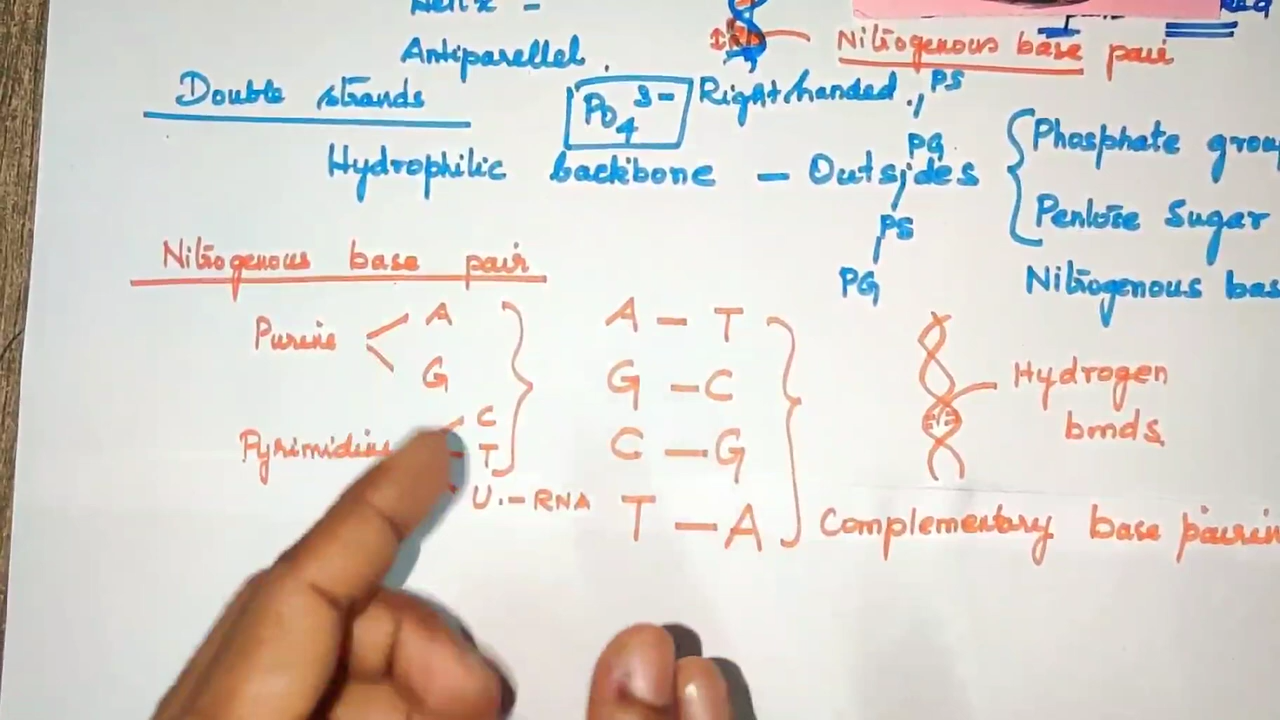 Helix -
Antiparellel.
Nitrogenous base pair
Double strands
PO4 3-
Right handed.,
PS
PG
Hydrophilic backbone - Outsides
PS
PG
Phosphate grou
Pentose Sugar
Nitrogenous bas
Nitrogenous base pair
Purine
A
G
Pyrimidine
C
T
U.-RNA
A - T
G - C
C - G
T - A
Hydrogen
bonds
Complementary base pairin